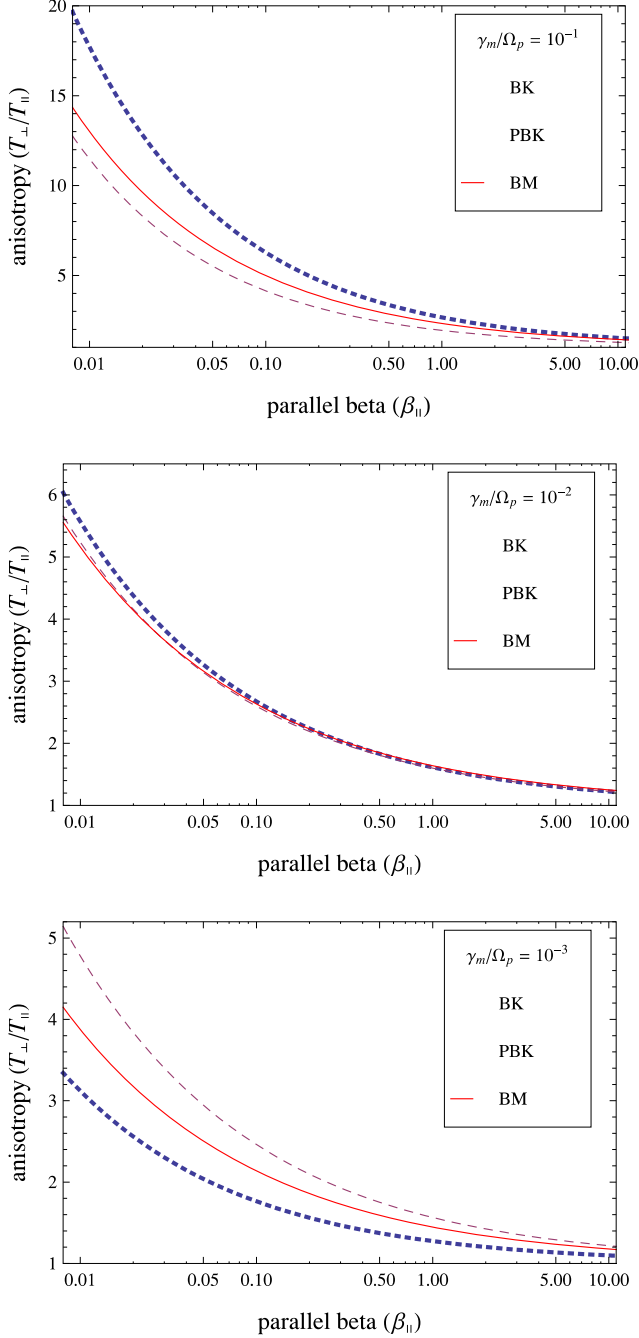 20
15
10
5
anisotropy (T⊥/T∥)
γm/Ωp = 10⁻¹
BK
PBK
BM
0.01 0.05 0.10 0.50 1.00 5.00 10.00
parallel beta (β∥)
6
5
4
3
2
1
anisotropy (T⊥/T∥)
γm/Ωp = 10⁻²
BK
PBK
BM
0.01 0.05 0.10 0.50 1.00 5.00 10.00
parallel beta (β∥)
5
4
3
2
1
anisotropy (T⊥/T∥)
γm/Ωp = 10⁻³
BK
PBK
BM
0.01 0.05 0.10 0.50 1.00 5.00 10.00
parallel beta (β∥)